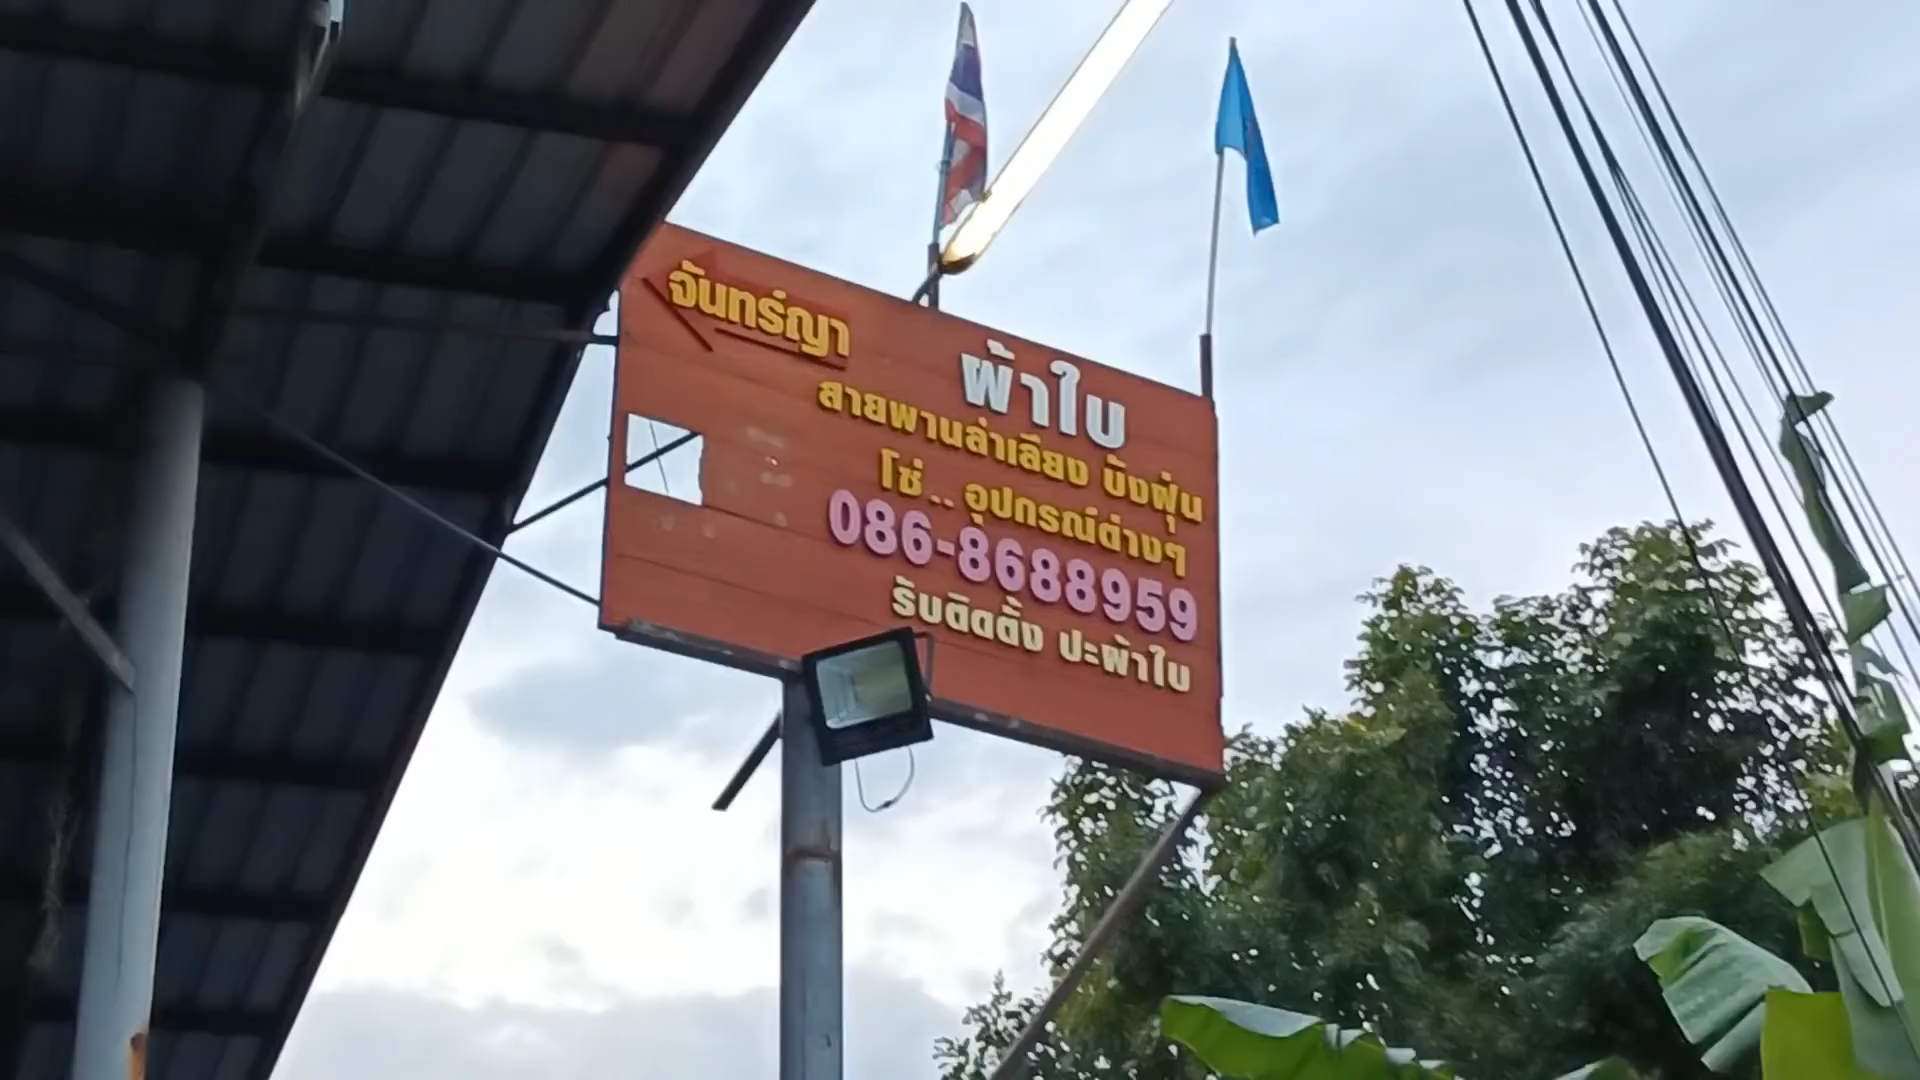 จันทร์ญา
ผ้าใบ
สายพานลำเลียง บังฝุ่น
โซ่ .. อุปกรณ์ต่างๆ
086-8688959
รับติดตั้ง ปะผ้าใบ